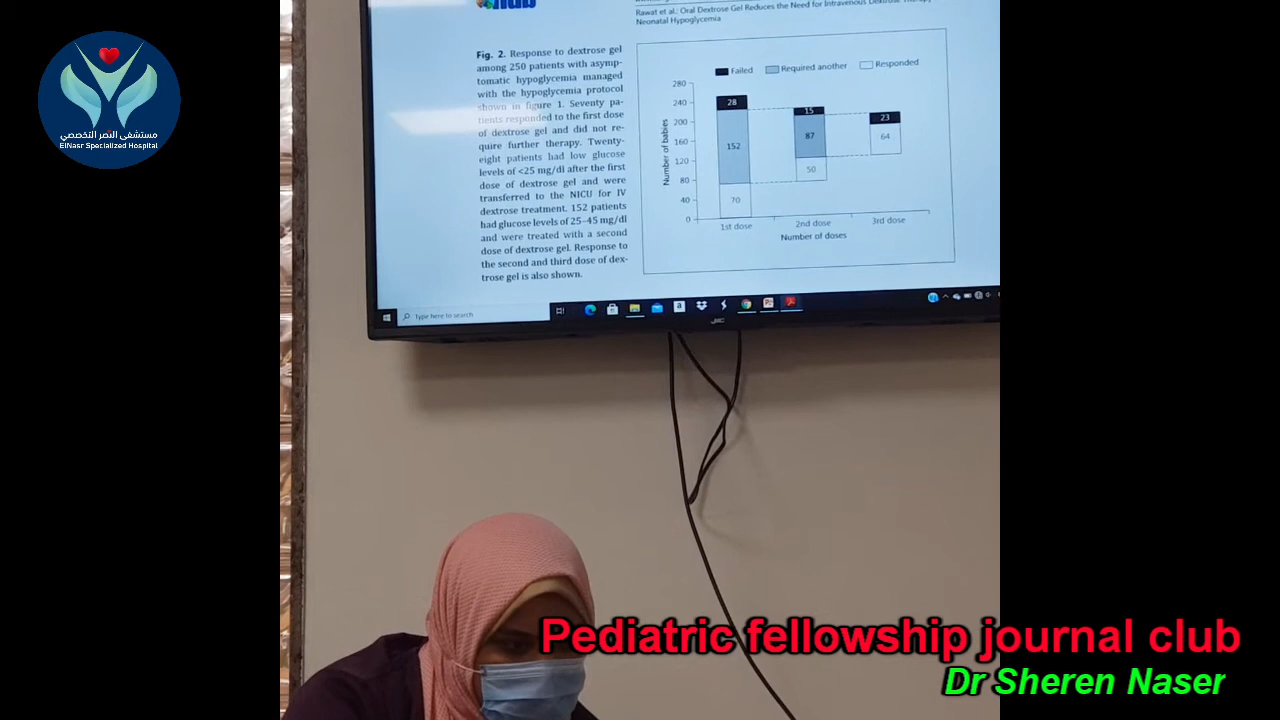 مستشفى النصر التخصصي
ElNasr Specialized Hospital
hub
Rawat et al.: Oral Dextrose Gel Reduces the Need for Intravenous Dextrose
Neonatal Hypoglycemia
Fig. 2. Response to dextrose gel
among 250 patients with asymp-
tomatic hypoglycemia managed
with the hypoglycemia protocol
shown in figure 1. Seventy pa-
tients responded to the first dose
of dextrose gel and did not re-
quire further therapy. Twenty-
eight patients had low glucose
levels of <25 mg/dl after the first
dose of dextrose gel and were
transferred to the NICU for IV
dextrose treatment. 152 patients
had glucose levels of 25–45 mg/dl
and were treated with a second
dose of dextrose gel. Response to
the second and third dose of dex-
trose gel is also shown.
Failed Required another Responded
Number of babies
280
240
200
160
120
80
40
0
28
152
70
15
87
50
23
64
1st dose 2nd dose 3rd dose
Number of doses
Type here to search
JAC
Pediatric fellowship journal club
Dr Sheren Naser